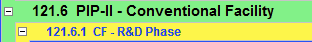 121.6 PIP-II - Conventional Facility
121.6.1 CF - R&D Phase